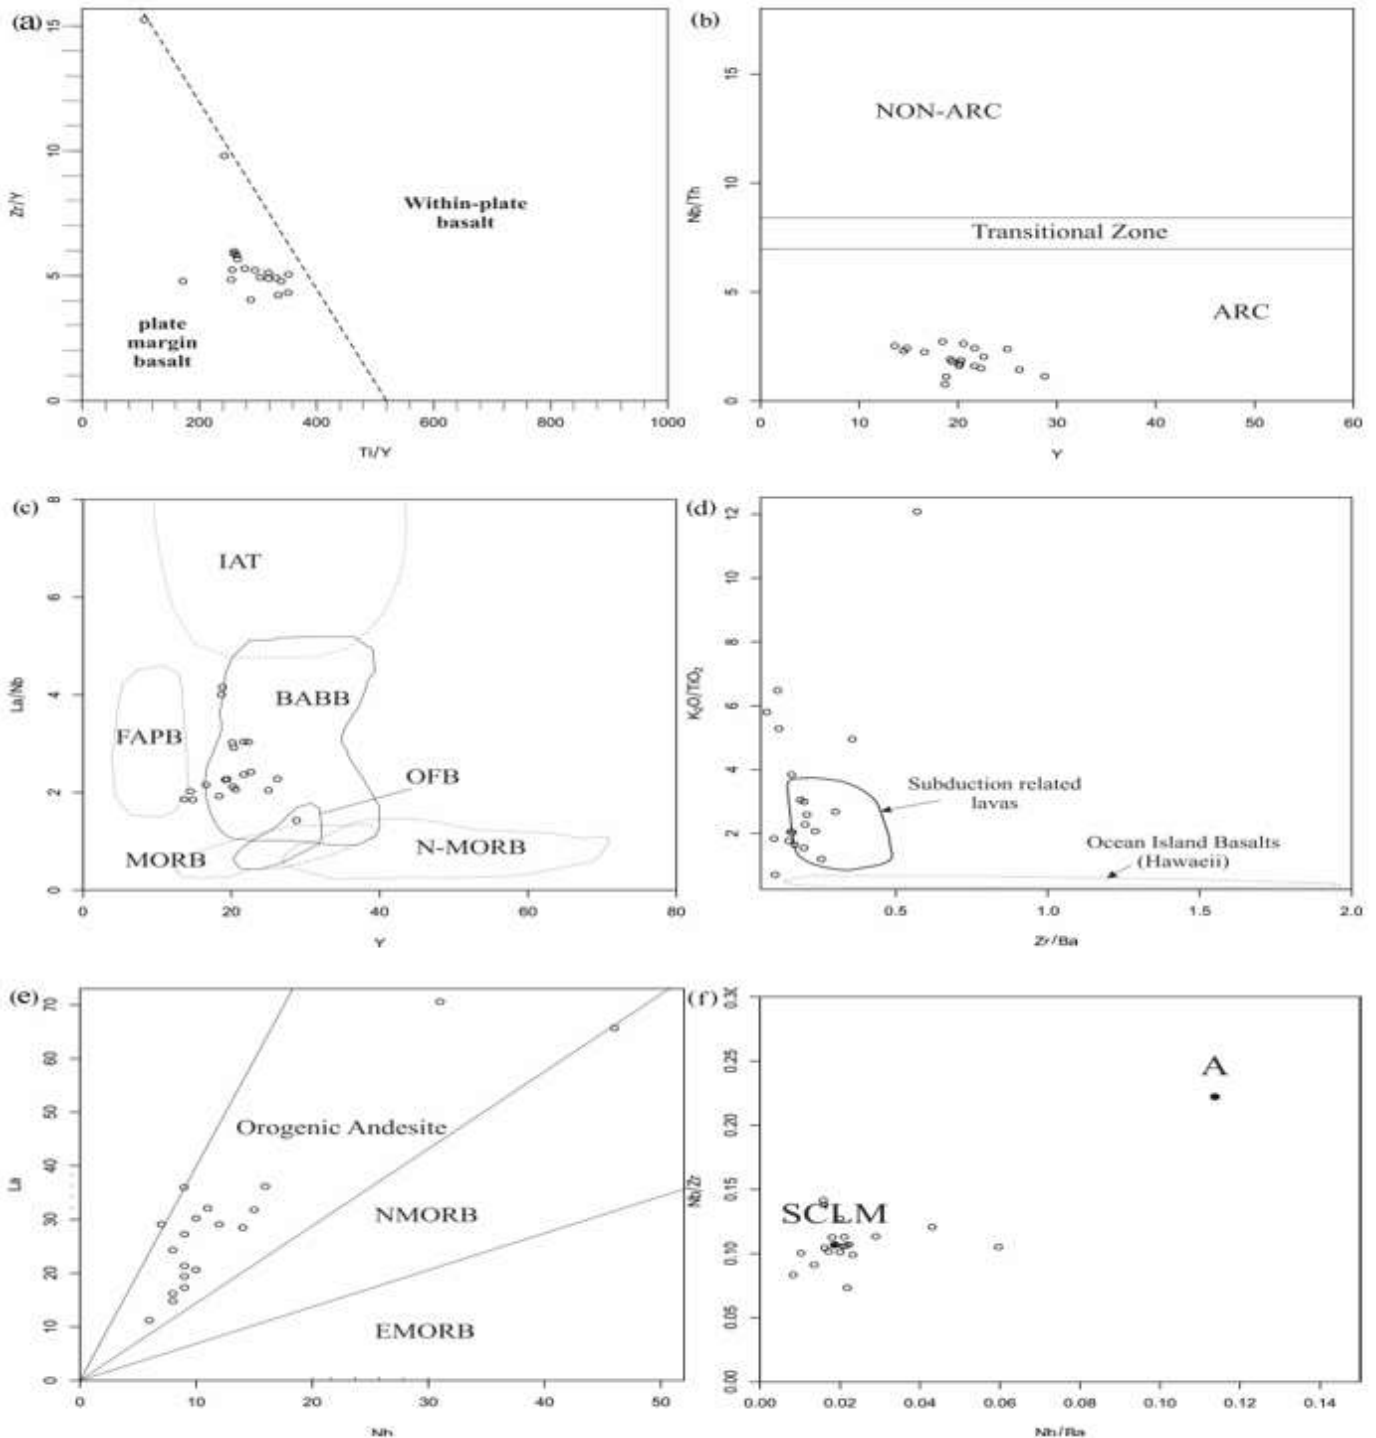 (a)
15
10
5
0
Zr/Y
Within-plate
basalt
plate
margin
basalt
0 200 400 600 800 1000
Ti/Y
(b)
15
10
5
0
Nb/Th
NON-ARC
Transitional Zone
ARC
0 10 20 30 40 50 60
Y
(c)
8
6
4
2
0
La/Nb
IAT
BABB
FAPB
OFB
MORB
N-MORB
0 20 40 60 80
Y
(d)
12
10
8
6
4
2
K₂O/TiO₂
Subduction related
lavas
Ocean Island Basalts
(Hawaeii)
0.5 1.0 1.5 2.0
Zr/Ba
(e)
70
60
50
40
30
20
10
0
La
Orogenic Andesite
NMORB
EMORB
0 10 20 30 40 50
Nb
(f)
0.30
0.25
0.20
0.15
0.10
0.05
0.00
Nb/Zr
A
SCLM
0.00 0.02 0.04 0.06 0.08 0.10 0.12 0.14
Nb/Ba